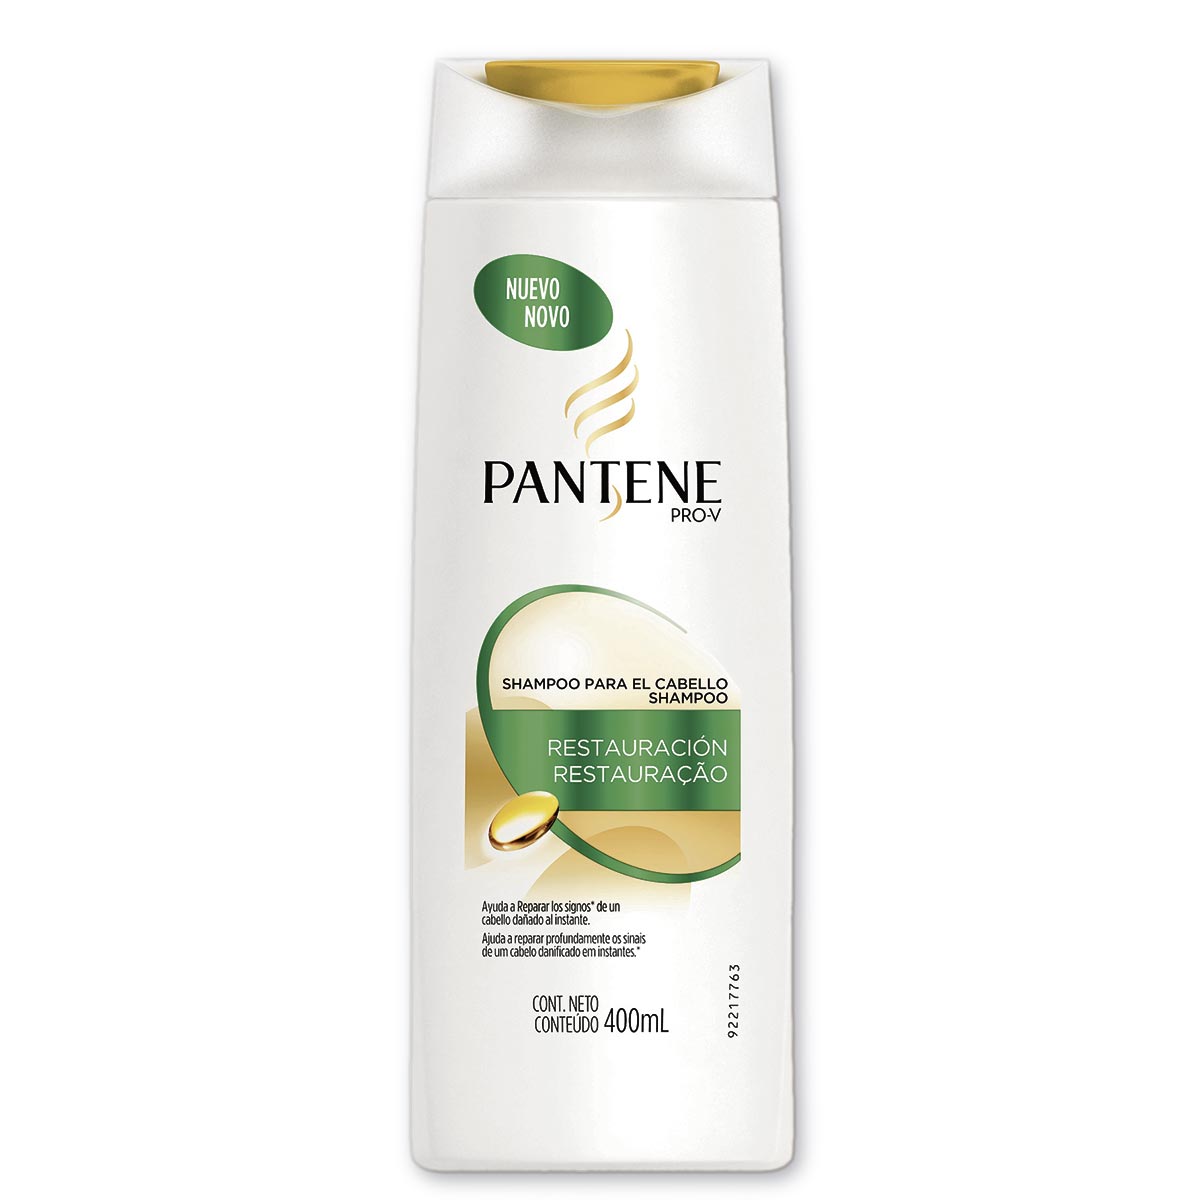 NUEVO
NOVO
PANTENE
PRO-V
SHAMPOO PARA EL CABELLO
SHAMPOO
RESTAURACIÓN
RESTAURAÇÃO
Ayuda a Reparar los signos* de un
cabello dañado al instante.
Ajuda a reparar profundamente os sinais
de um cabelo danificado em instantes.*
CONT. NETO
CONTEÚDO 400mL
92217763